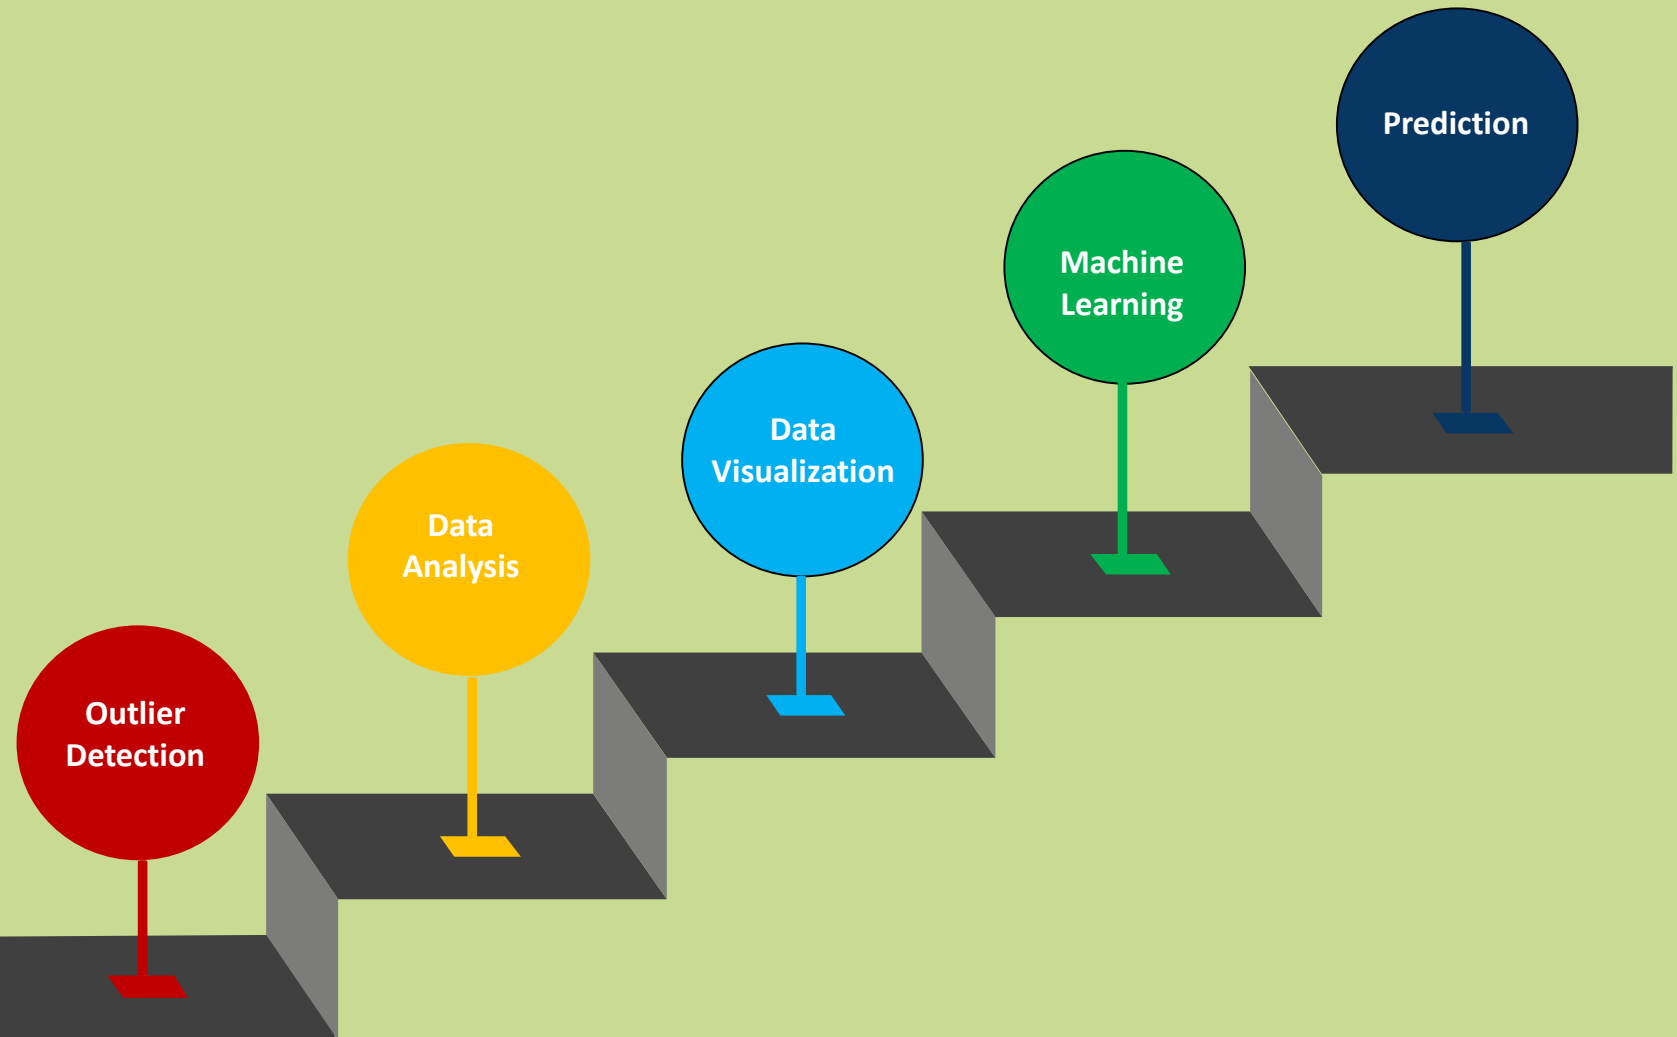 Outlier
Detection
Data
Analysis
Data
Visualization
Machine
Learning
Prediction